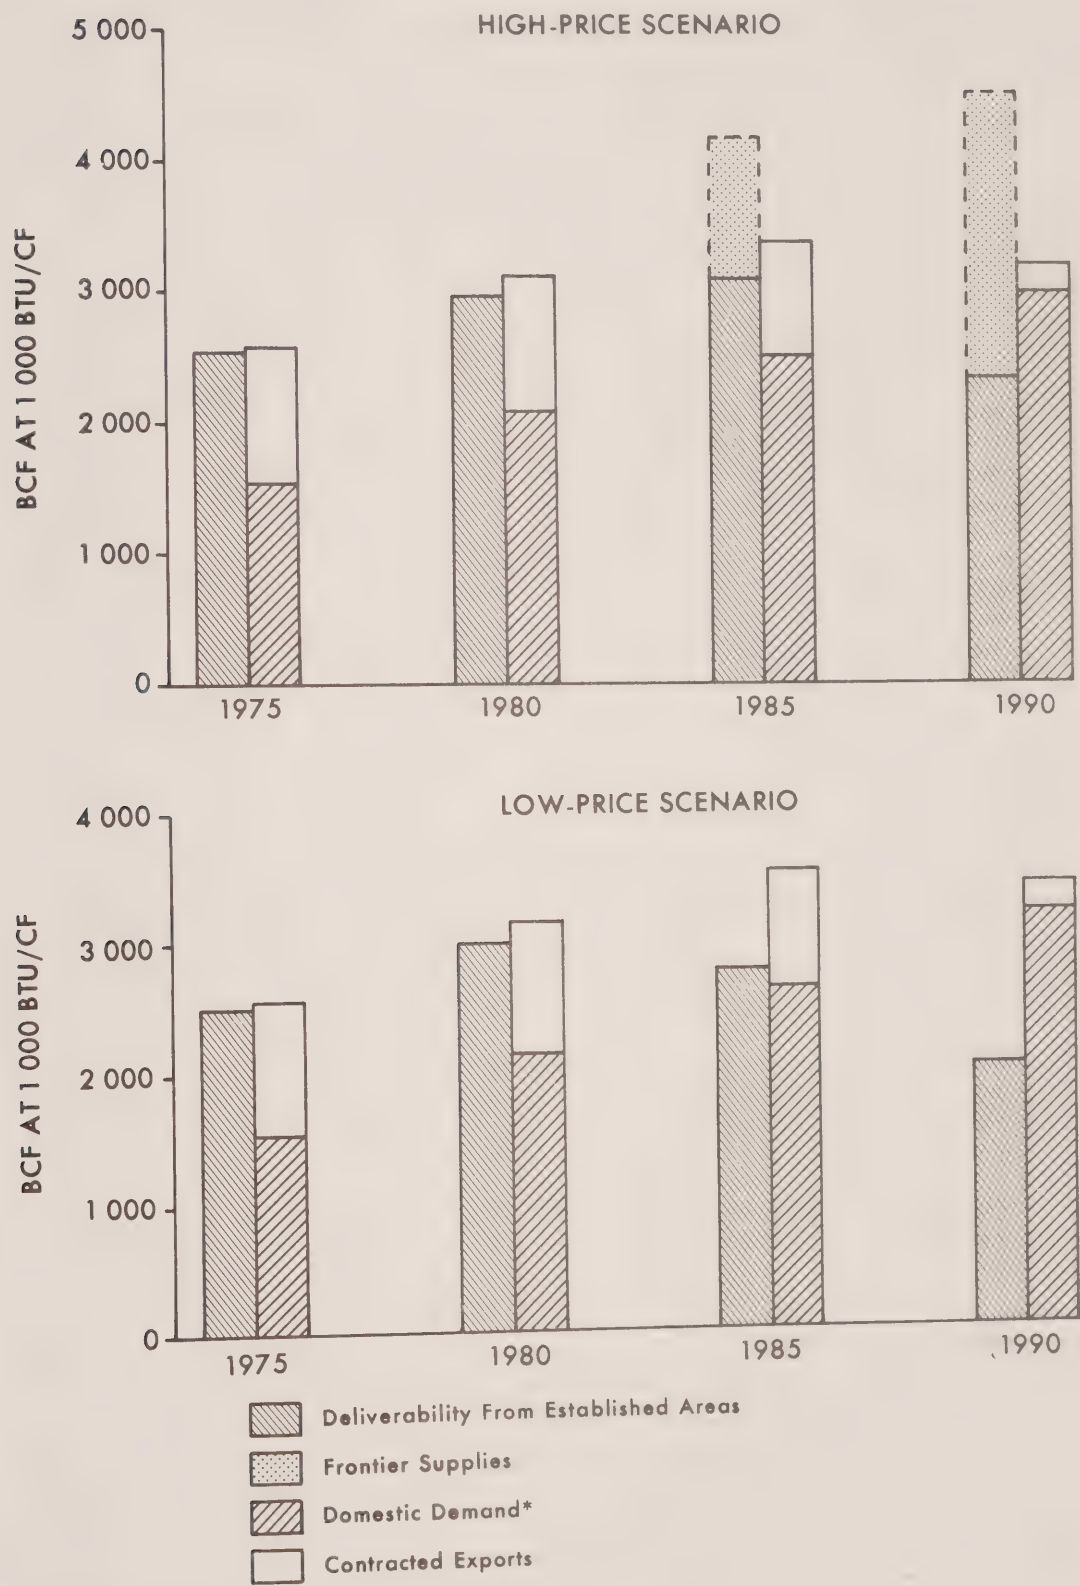 HIGH-PRICE SCENARIO
BCF AT 1 000 BTU/CF
5 000
4 000
3 000
2 000
1 000
0
1975
1980
1985
1990
LOW-PRICE SCENARIO
BCF AT 1 000 BTU/CF
4 000
3 000
2 000
1 000
0
1975
1980
1985
1990
Deliverability From Established Areas
Frontier Supplies
Domestic Demand*
Contracted Exports